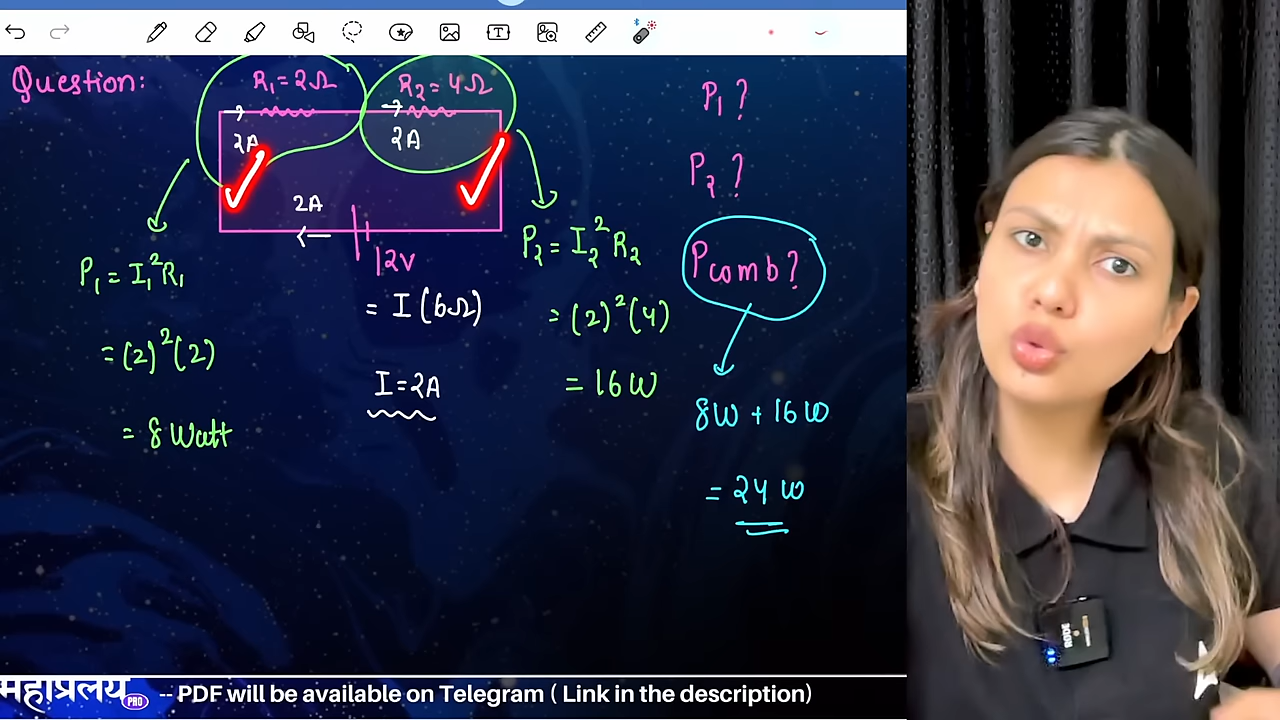 Question:
R₁ = 2Ω
R₂ = 4Ω
2A
2A
2A
12V
= I (6Ω)
I = 2A
P₁ = I₁²R₁
= (2)²(2)
= 8 Watt
P₂ = I₂²R₂
= (2)²(4)
= 16 W
P₁ ?
P₂ ?
Pcomb ?
8W + 16W
= 24 W
RODE
महाप्रलय PRO -- PDF will be available on Telegram ( Link in the description)